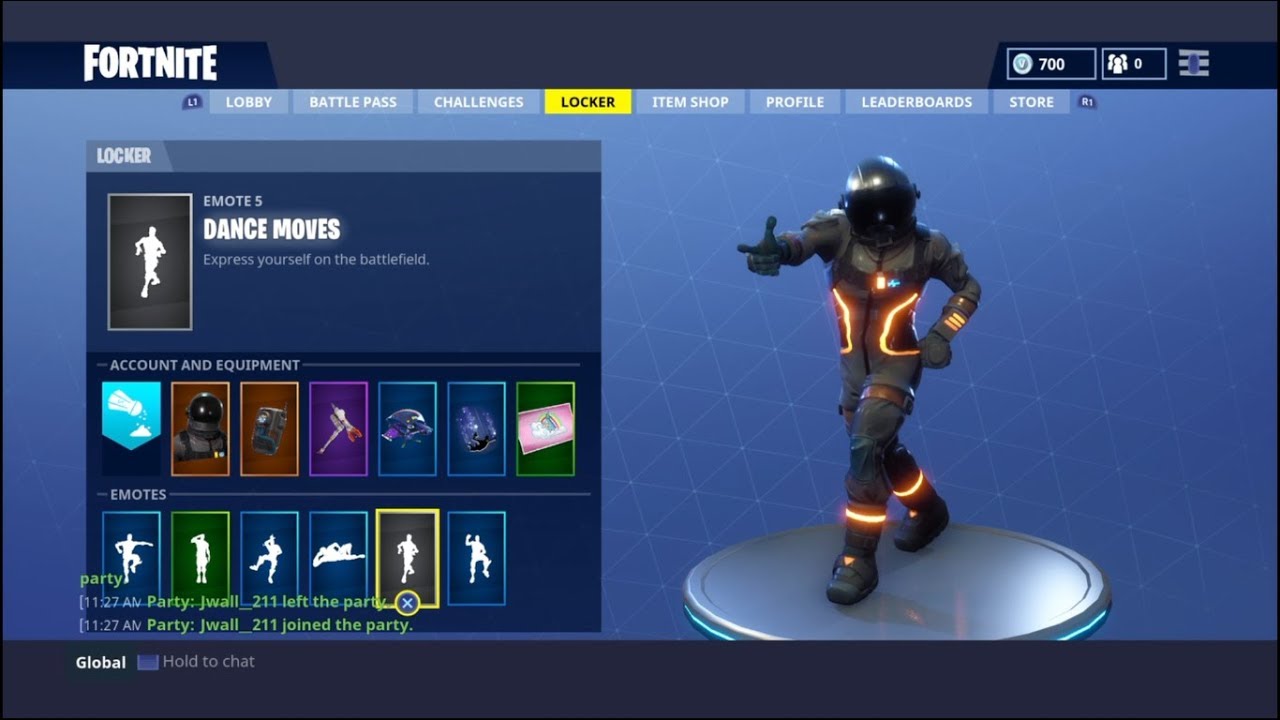 FORTNITE
700
0
L1 LOBBY BATTLE PASS CHALLENGES LOCKER ITEM SHOP PROFILE LEADERBOARDS STORE R1
LOCKER
EMOTE 5
DANCE MOVES
Express yourself on the battlefield.
ACCOUNT AND EQUIPMENT
EMOTES
party.
[11:27 AM Party: Jwall_211 left the party.
[11:27 AM Party: Jwall_211 joined the party.
Global Hold to chat